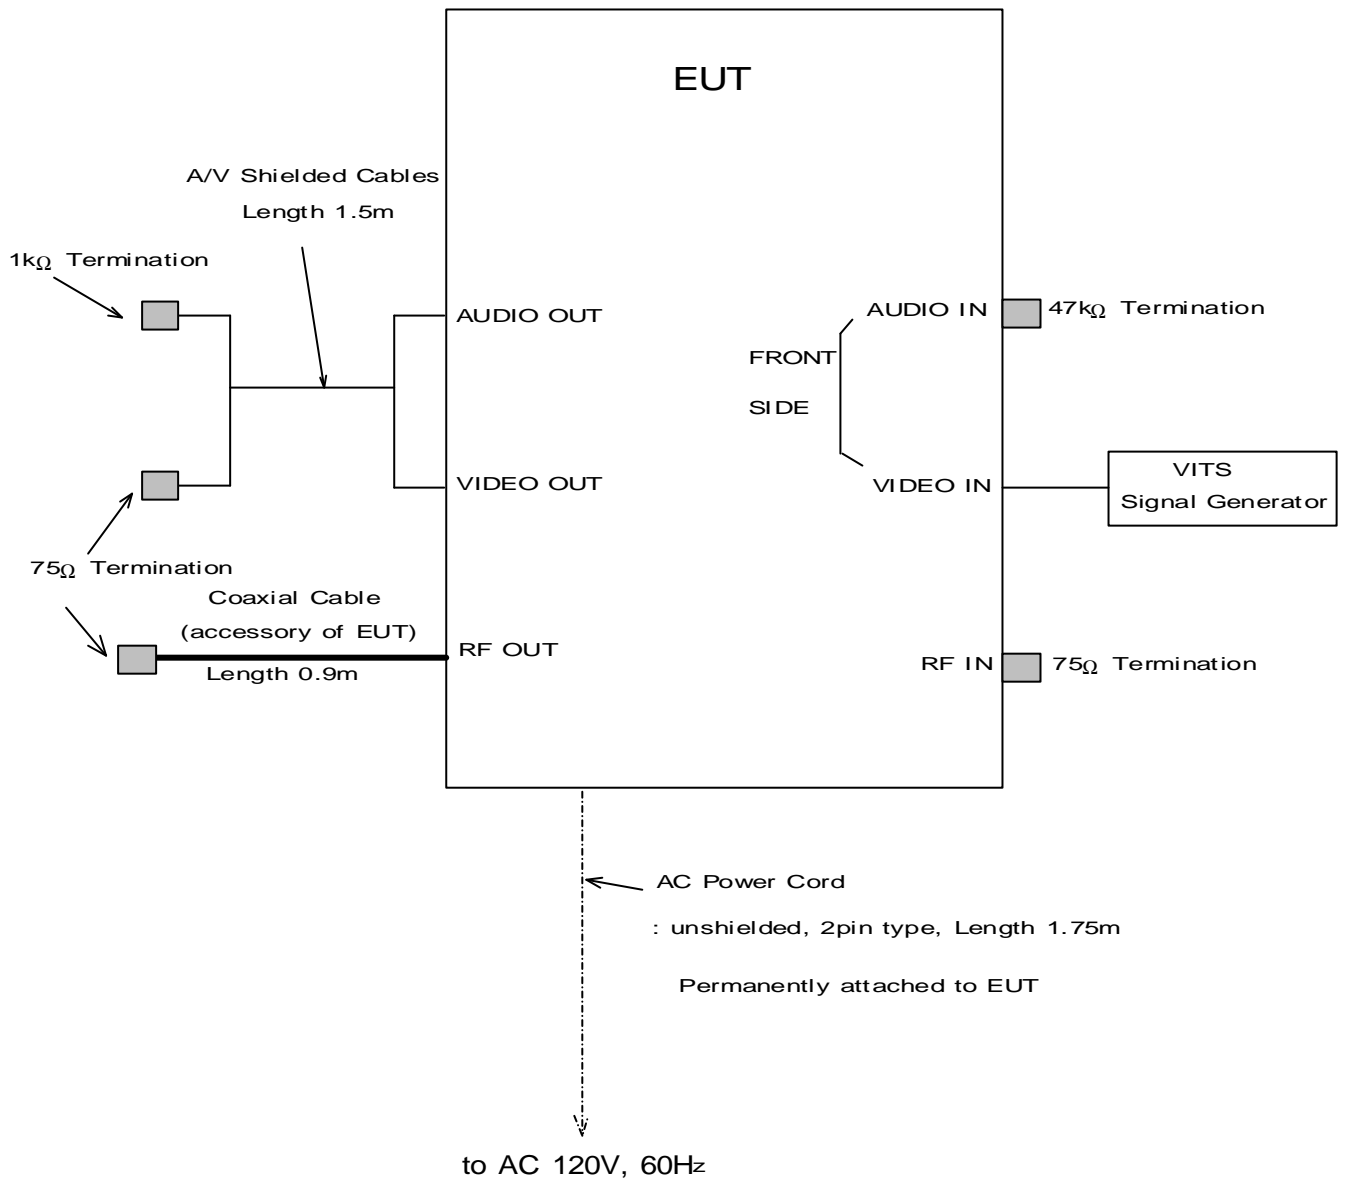 EUT
A/V Shielded Cables
Length 1.5m
1kΩ Termination
AUDIO OUT
AUDIO IN
47kΩ Termination
FRONT
SIDE
VIDEO OUT
VIDEO IN
VITS
Signal Generator
75Ω Termination
Coaxial Cable
(accessory of EUT)
Length 0.9m
RF OUT
RF IN
75Ω Termination
AC Power Cord
: unshielded, 2pin type, Length 1.75m
Permanently attached to EUT
to AC 120V, 60Hz